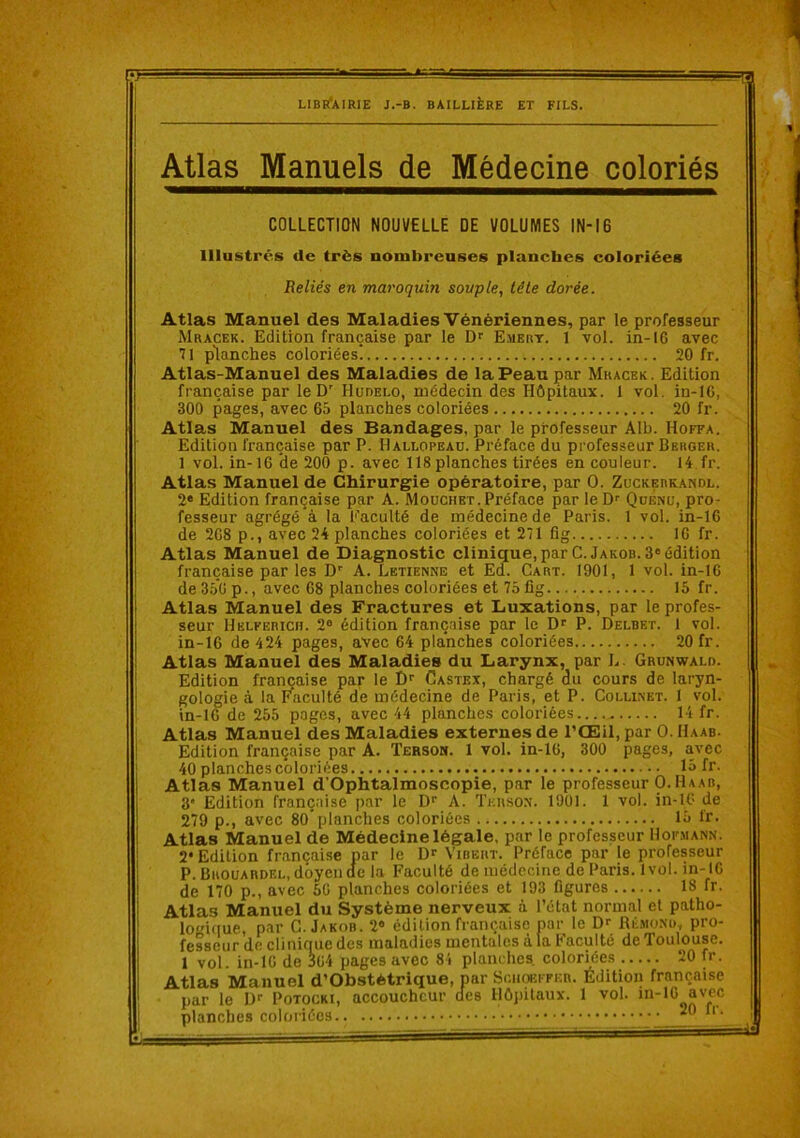 LIBRAIRIE J.-B. BAILLIÈRE ET FILS.
Atlas Manuels de Médecine coloriés
COLLECTION NOUVELLE DE VOLUMES IN-16
Illustrés de très nombreuses planches coloriées
Reliés en maroquin souple, tête dorée.
Atlas Manuel des Maladies Vénériennes, par le professeur
Mracek. Edition française par le Dr Emery. 1 vol. in-16 avec
71 planches coloriées........ 20 fr.
Atlas-Manuel des Maladies de la Peau par Mracek. Edition
française par le Dr Hudelo, médecin des Hôpitaux. 1 vol. in-16,
300 pages, avec 65 planches coloriées........ 20 fr.
Atlas Manuel des Bandages, par le professeur Alb. Hoffa.
Edition française par P. Hallopeau. Préface du professeur Berger.
1 vol. in-16 de 200 p. avec 118 planches tirées en couleur. 14 fr.
Atlas Manuel de Chirurgie opératoire, par O. Zuckerkandl.
2e Edition française par A. Mouchet. Préface par le Dr Quénu, pro-
fesseur agrégé à la Faculté de médecine de Paris. 1 vol. in-16
de 268 p., avec 24 planches coloriées et 271 fig........ 16 fr.
Atlas Manuel de Diagnostic clinique, par C. Jakob. 3e édition
française par les Dr A. Letienne et Ed. Cart. 1901, 1 vol. in-16
de 356 p., avec 68 planches coloriées et 75 fig........ 15 fr.
Atlas Manuel des Fractures et Luxations, par le profes-
seur Helferich. 2e édition française par le Dr P. Delbet. 1 vol.
in-16 de 424 pages, avec 64 planches coloriées........ 20 fr.
Atlas Manuel des Maladies du Larynx, par L. Grunwald.
Edition française par le Dr Castex, chargé du cours de laryn-
gologie à la Faculté de médecine de Paris, et P. Collinet. 1 vol.
in-16 de 255 pages, avec 44 planches coloriées........ 14 fr.
Atlas Manuel des Maladies externes de l'Œil, par O. Haab.
Edition française par A. Terson. 1 vol. in-16, 300 pages, avec
40 planches coloriées........ 15 fr.
Atlas Manuel d'Ophtalmoscopie, par le professeur O. Haab,
3e Edition française par le Dr A. Terson. 1901. 1 vol. in-16 de
279 p., avec 80 planches coloriées........ 15 fr.
Atlas Manuel de Médecine légale, par le professeur Hofmann.
2e Edition française par le Dr Vibert. Préface par le professeur
P. Brouardel, doyen de la Faculté de médecine de Paris. 1 vol. in-16
de 170 p., avec 56 planches coloriées et 193 figures...... 18 fr.
Atlas Manuel du Système nerveux à l'état normal et patho-
logique, par C. Jakob. 2e édition française par le Dr Rémond, pro-
fesseur de clinique des maladies mentales à la Faculté de Toulouse.
1 vol. in-16 de 364 pages avec 84 planches coloriées..... 20 fr.
Atlas Manuel d'Obstétrique, par Schoeffer. Édition française
par le Dr Potocki, accoucheur des Hôpitaux. 1 vol. in-16 avec
planches coloriées........ 20 fr.